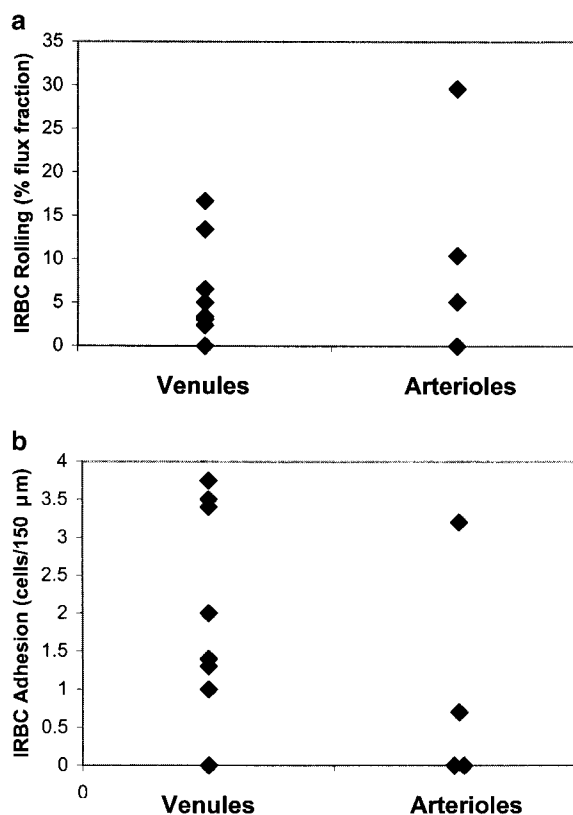 a
IRBC Rolling (% flux fraction)
35
30
25
20
15
10
5
0
Venules
Arterioles
b
IRBC Adhesion (cells/150 µm)
4
3.5
3
2.5
2
1.5
1
0.5
0
0
Venules
Arterioles